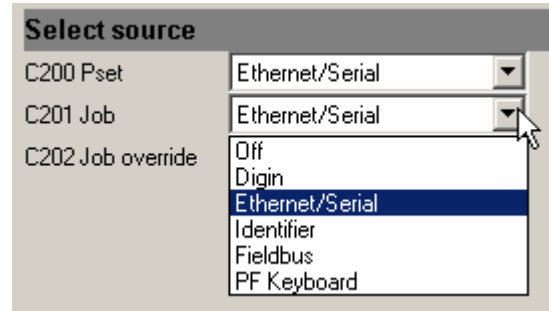 Select source
C200 Pset Ethernet/Serial
C201 Job Ethernet/Serial
C202 Job override Off
Digin
Ethernet/Serial
Identifier
Fieldbus
PF Keyboard